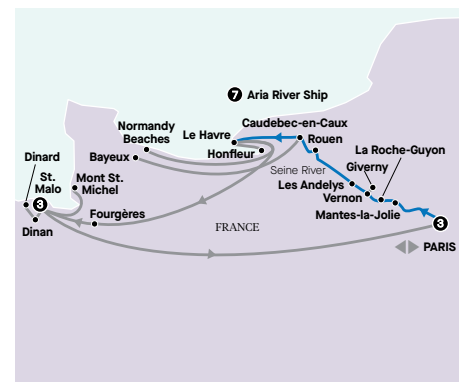 7 Aria River Ship
Caudebec-en-Caux
Normandy
Beaches
Le Havre
Rouen
La Roche-Guyon
Dinard
Bayeux
Honfleur
Giverny
St.
Malo
3
Mont St.
Michel
Seine River
Les Andelys
Vernon
Mantes-la-Jolie
Fourgères
Dinan
FRANCE
3
PARIS